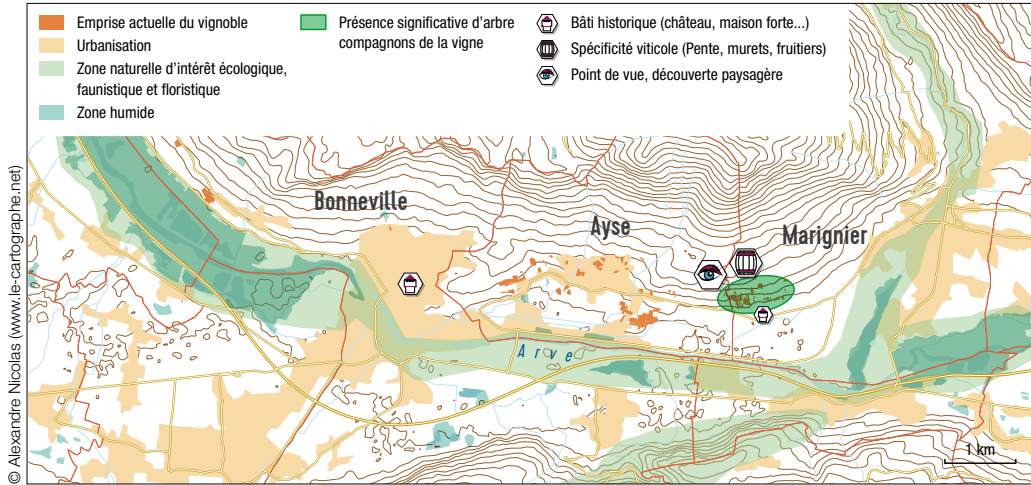 Emprise actuelle du vignoble
Urbanisation
Zone naturelle d'intérêt écologique,
faunistique et floristique
Zone humide
Présence significative d'arbre
compagnons de la vigne
Bâti historique (château, maison forte...)
Spécificité viticole (Pente, murets, fruitiers)
Point de vue, découverte paysagère
© Alexandre Nicolas (www.le-cartographe.net)
Bonneville
Ayse
Marignier
Arve
1 km